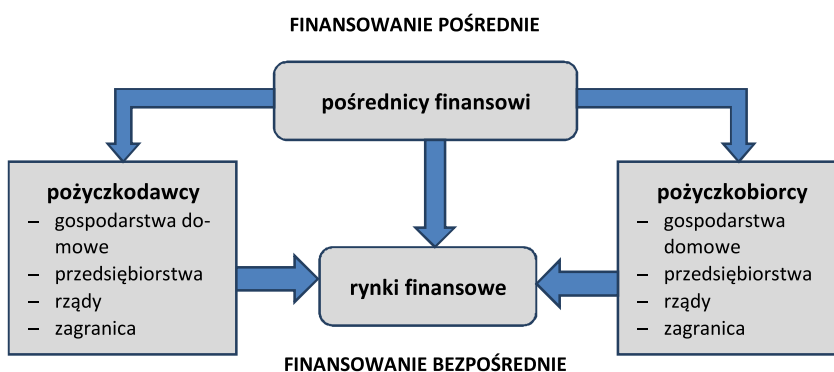 FINANSOWANIE POŚREDNIE
pośrednicy finansowi
pożyczkodawcy
– gospodarstwa do-
mowe
– przedsiębiorstwa
– rządy
– zagranica
rynki finansowe
pożyczkobiorcy
– gospodarstwa
domowe
– przedsiębiorstwa
– rządy
– zagranica
FINANSOWANIE BEZPOŚREDNIE